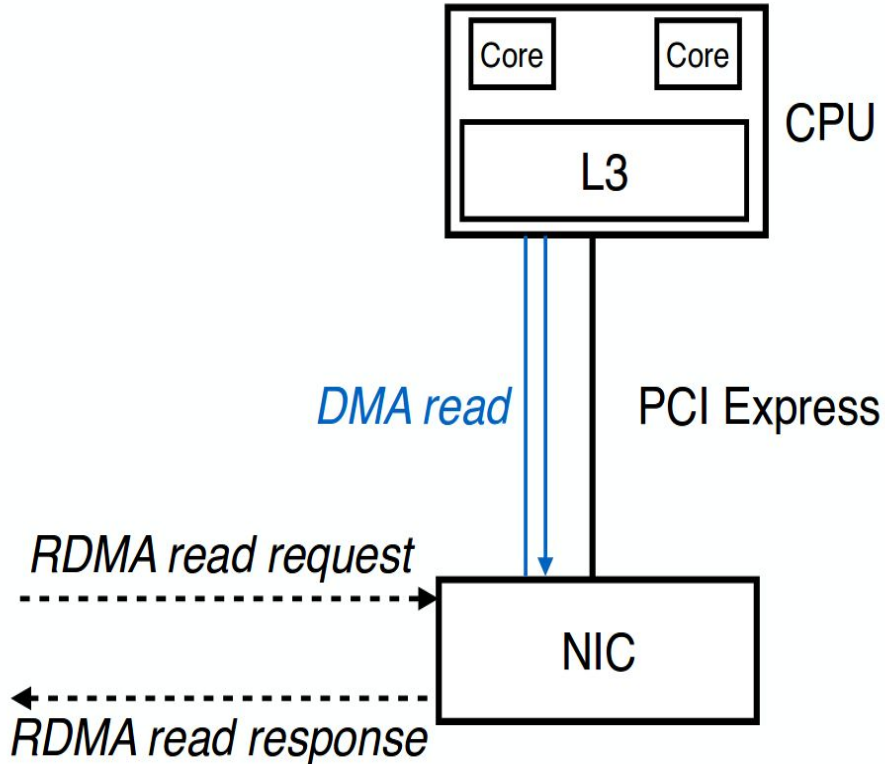 Core
Core
CPU
L3
DMA read
PCI Express
RDMA read request
NIC
RDMA read response